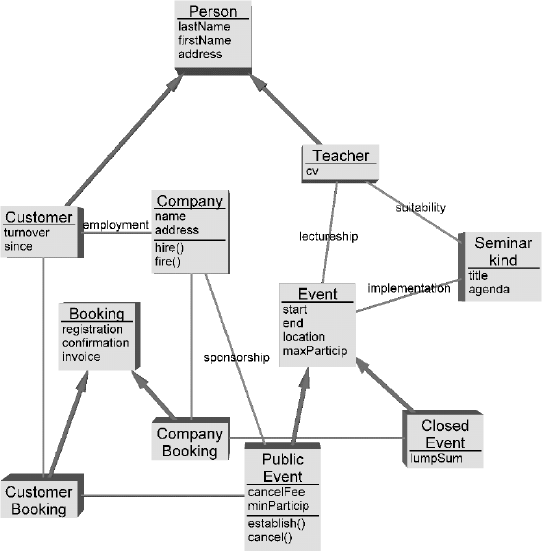 Person
lastName
firstName
address
Teacher
cv
Customer
turnover
since
employment
Company
name
address
hire()
fire()
suitability
lectureship
Seminar
kind
title
agenda
implementation
Event
start
end
location
maxParticip
Booking
registration
confirmation
invoice
sponsorship
Company
Booking
Closed
Event
lumpSum
Public
Event
cancelFee
minParticip
establish()
cancel()
Customer
Booking